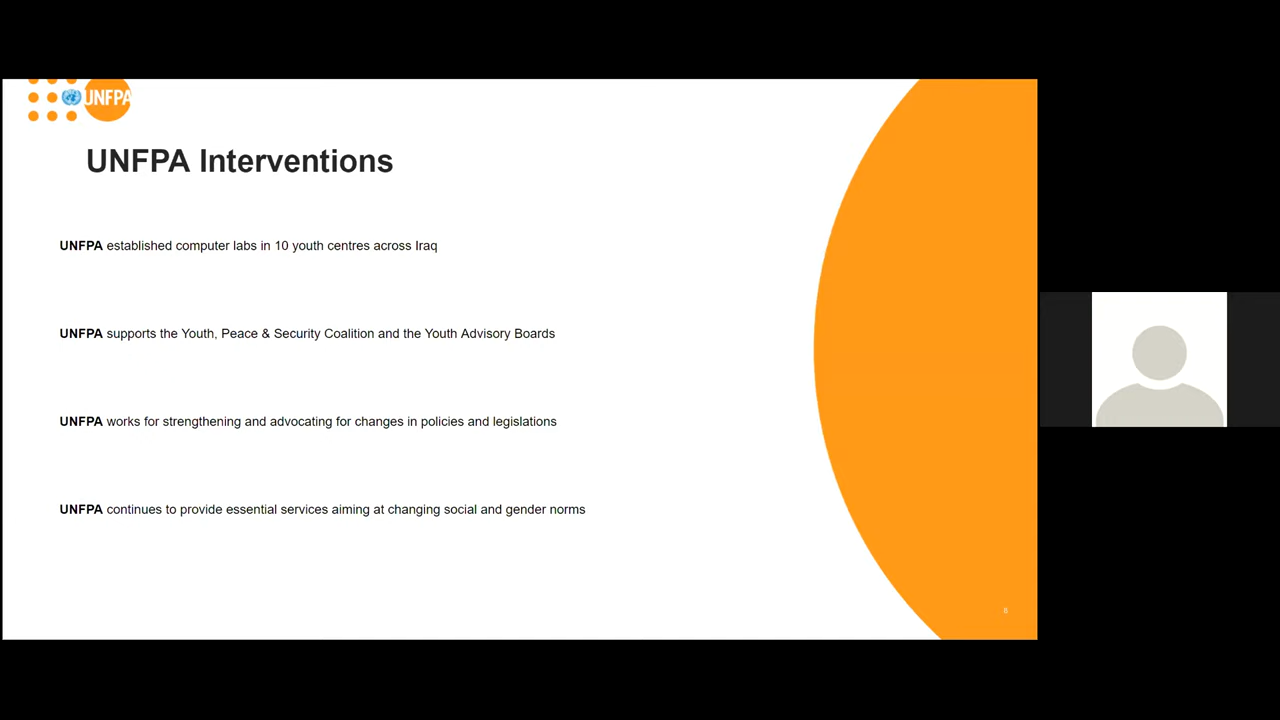 UNFPA
UNFPA Interventions
UNFPA established computer labs in 10 youth centres across Iraq
UNFPA supports the Youth, Peace & Security Coalition and the Youth Advisory Boards
UNFPA works for strengthening and advocating for changes in policies and legislations
UNFPA continues to provide essential services aiming at changing social and gender norms
8